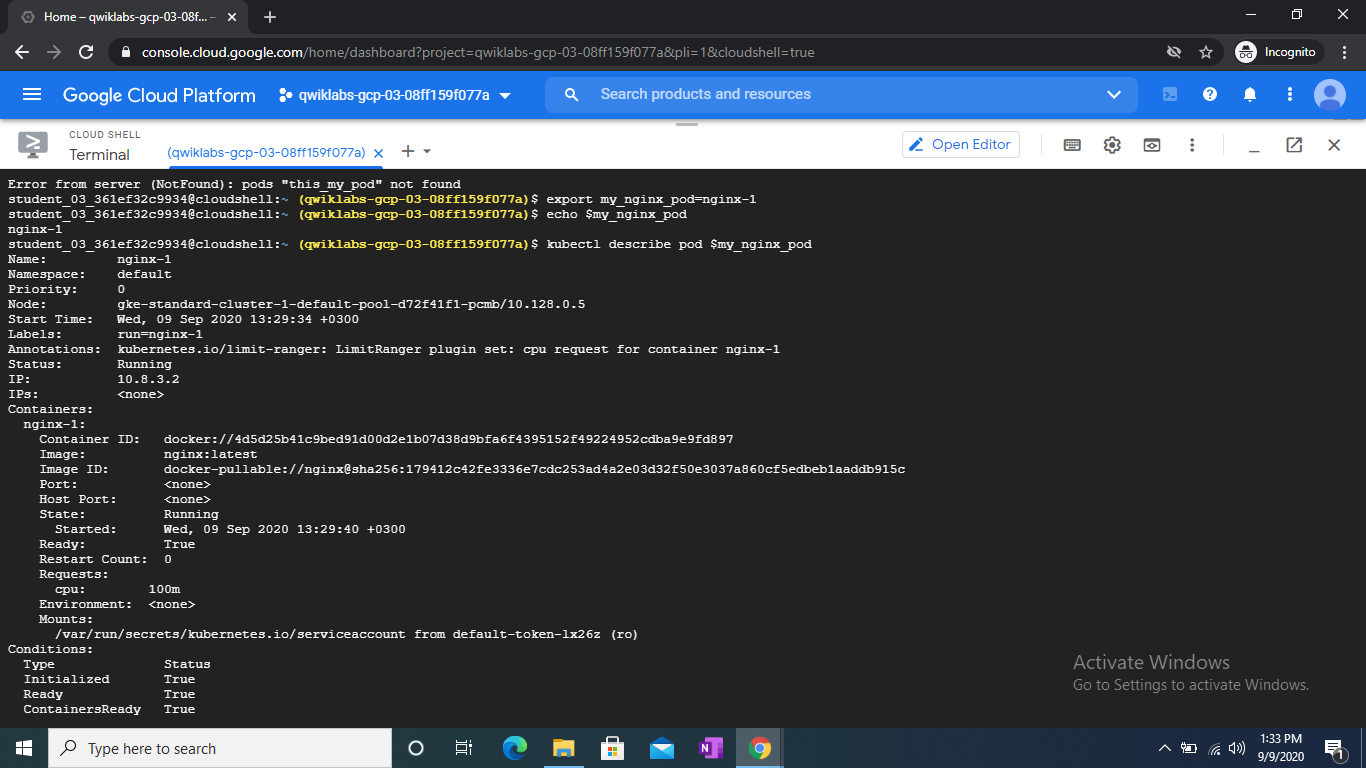 Home – qwiklabs-gcp-03-08f... –
console.cloud.google.com/home/dashboard?project=qwiklabs-gcp-03-08ff159f077a&pli=1&cloudshell=true
Incognito
Google Cloud Platform
qwiklabs-gcp-03-08ff159f077a
Search products and resources
CLOUD SHELL
Terminal
(qwiklabs-gcp-03-08ff159f077a)
Open Editor
Error from server (NotFound): pods "this_my_pod" not found
student_03_361ef32c9934@cloudshell:~ (qwiklabs-gcp-03-08ff159f077a)$ export my_nginx_pod=nginx-1
student_03_361ef32c9934@cloudshell:~ (qwiklabs-gcp-03-08ff159f077a)$ echo $my_nginx_pod
nginx-1
student_03_361ef32c9934@cloudshell:~ (qwiklabs-gcp-03-08ff159f077a)$ kubectl describe pod $my_nginx_pod
Name:         nginx-1
Namespace:    default
Priority:     0
Node:         gke-standard-cluster-1-default-pool-d72f41f1-pcmb/10.128.0.5
Start Time:   Wed, 09 Sep 2020 13:29:34 +0300
Labels:       run=nginx-1
Annotations:  kubernetes.io/limit-ranger: LimitRanger plugin set: cpu request for container nginx-1
Status:       Running
IP:           10.8.3.2
IPs:          <none>
Containers:
  nginx-1:
    Container ID:   docker://4d5d25b41c9bed91d00d2e1b07d38d9bfa6f4395152f49224952cdba9e9fd897
    Image:          nginx:latest
    Image ID:       docker-pullable://nginx@sha256:179412c42fe3336e7cdc253ad4a2e03d32f50e3037a860cf5edbeb1aaddb915c
    Port:           <none>
    Host Port:      <none>
    State:          Running
      Started:      Wed, 09 Sep 2020 13:29:40 +0300
    Ready:          True
    Restart Count:  0
    Requests:
      cpu:        100m
    Environment:  <none>
    Mounts:
      /var/run/secrets/kubernetes.io/serviceaccount from default-token-lx26z (ro)
Conditions:
  Type              Status
  Initialized       True
  Ready             True
  ContainersReady   True
Activate Windows
Go to Settings to activate Windows.
Type here to search
N
1:33 PM
9/9/2020
1